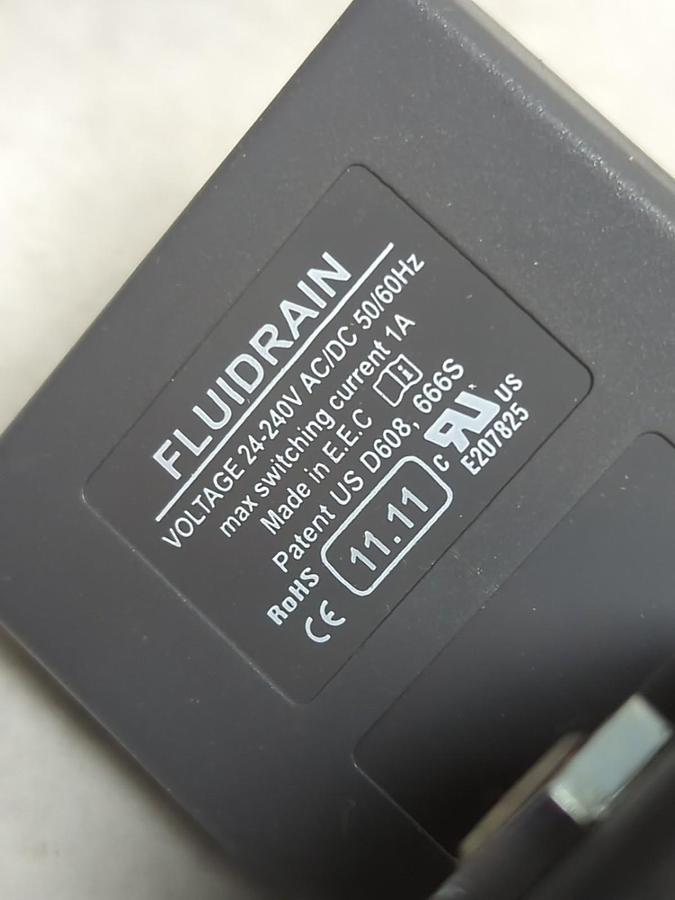 FLUIDRAIN
VOLTAGE 24-240V AC/DC 50/60Hz
max switching current 1A
Made in E.E.C i
Patent US D608, 666S
RoHS 11.11 c RU US
CE E207825